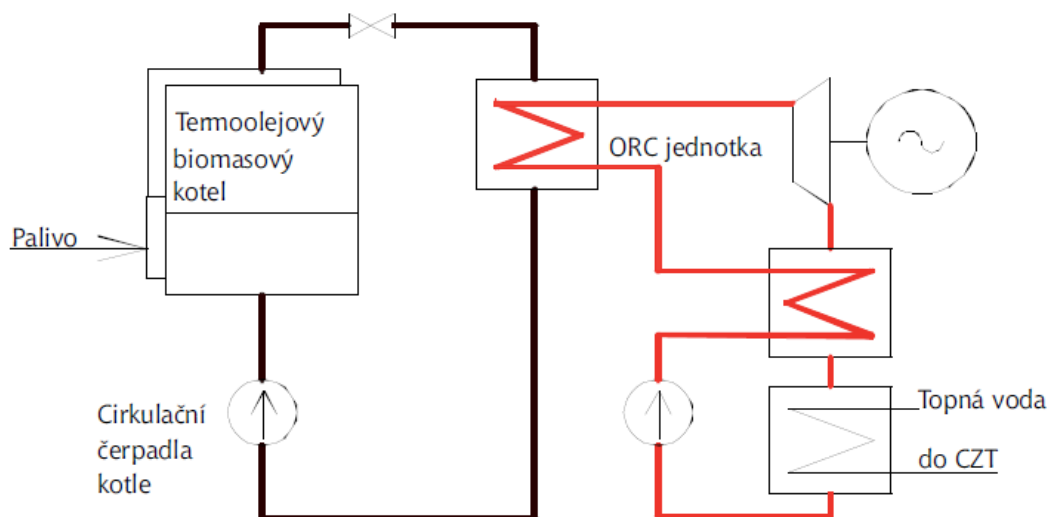 Termoolejový
biomasový
kotel
ORC jednotka
Palivo
Cirkulační
čerpadla
kotle
Topná voda
do CZT